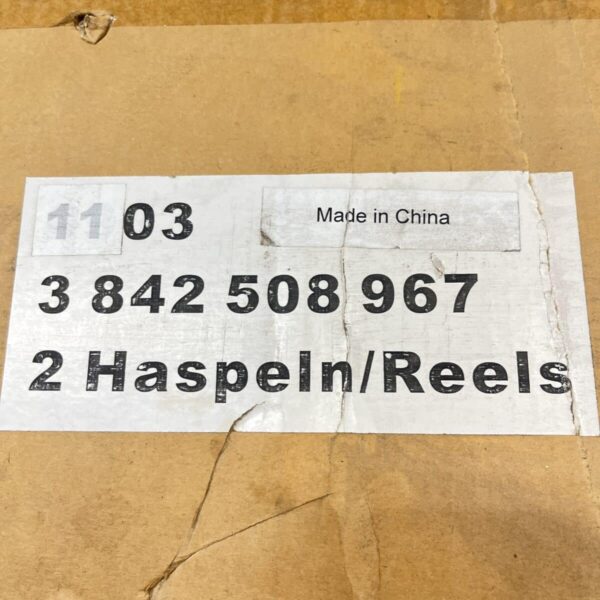 1103
Made in China
3 842 508 967
2 Haspeln/Reels